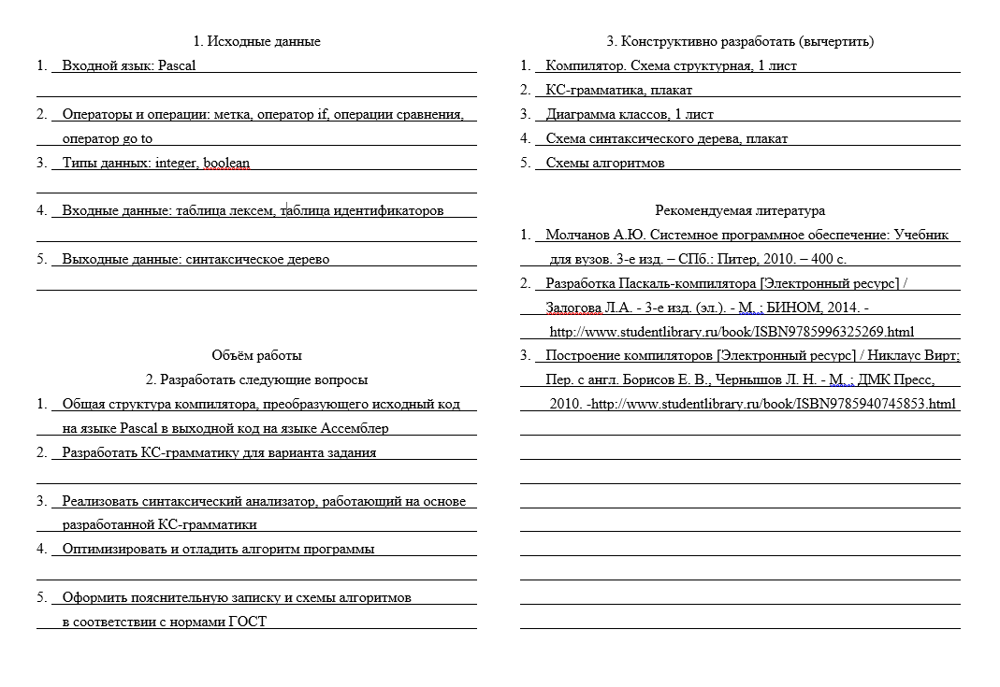 1. Исходные данные
1. Входной язык: Pascal
2. Операторы и операции: метка, оператор if, операции сравнения,
оператор go to
3. Типы данных: integer, boolean
4. Входные данные: таблица лексем, таблица идентификаторов
5. Выходные данные: синтаксическое дерево
Объём работы
2. Разработать следующие вопросы
1. Общая структура компилятора, преобразующего исходный код
на языке Pascal в выходной код на языке Ассемблер
2. Разработать КС-грамматику для варианта задания
3. Реализовать синтаксический анализатор, работающий на основе
разработанной КС-грамматики
4. Оптимизировать и отладить алгоритм программы
5. Оформить пояснительную записку и схемы алгоритмов
в соответствии с нормами ГОСТ
3. Конструктивно разработать (вычертить)
1. Компилятор. Схема структурная, 1 лист
2. КС-грамматика, плакат
3. Диаграмма классов, 1 лист
4. Схема синтаксического дерева, плакат
5. Схемы алгоритмов
Рекомендуемая литература
1. Молчанов А.Ю. Системное программное обеспечение: Учебник
для вузов. 3-е изд. – СПб.: Питер, 2010. – 400 с.
2. Разработка Паскаль-компилятора [Электронный ресурс] /
Залогова Л.А. - 3-е изд. (эл.). - М. : БИНОМ, 2014. -
http://www.studentlibrary.ru/book/ISBN9785996325269.html
3. Построение компиляторов [Электронный ресурс] / Никлаус Вирт;
Пер. с англ. Борисов Е. В., Чернышов Л. Н. - М. : ДМК Пресс,
2010. -http://www.studentlibrary.ru/book/ISBN9785940745853.html